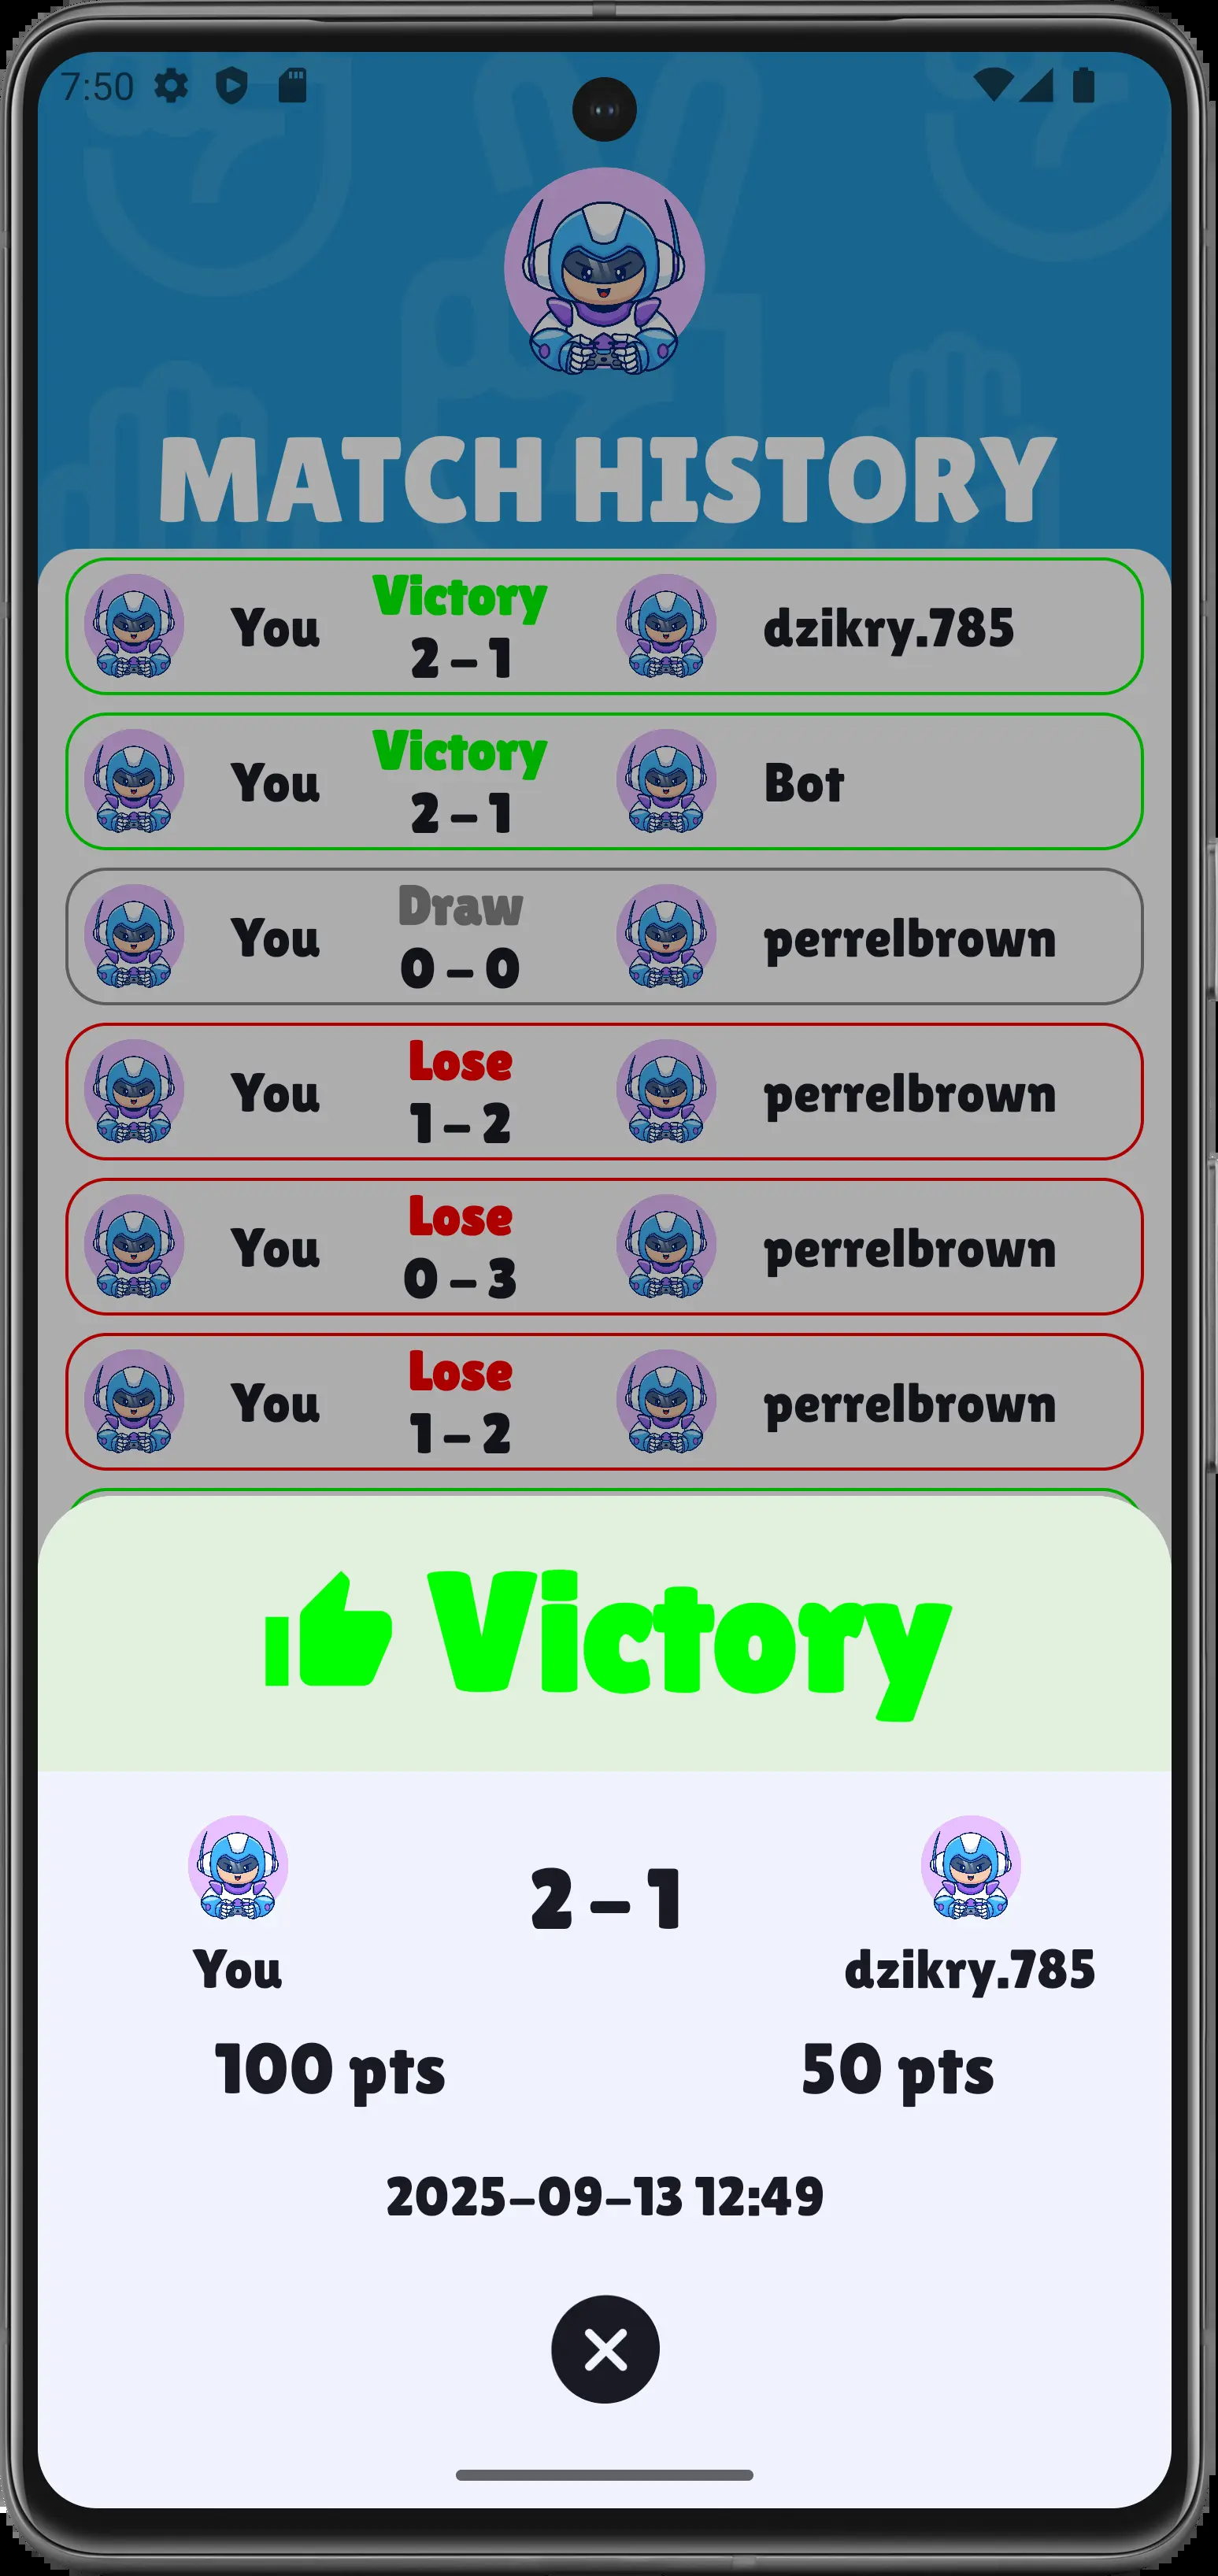 7:50
MATCH HISTORY
You Victory dzikry.785
2 – 1
You Victory Bot
2 – 1
You Draw perrelbrown
0 – 0
You Lose perrelbrown
1 – 2
You Lose perrelbrown
0 – 3
You Lose perrelbrown
1 – 2
Victory
2 – 1
You dzikry.785
100 pts 50 pts
2025-09-13 12:49